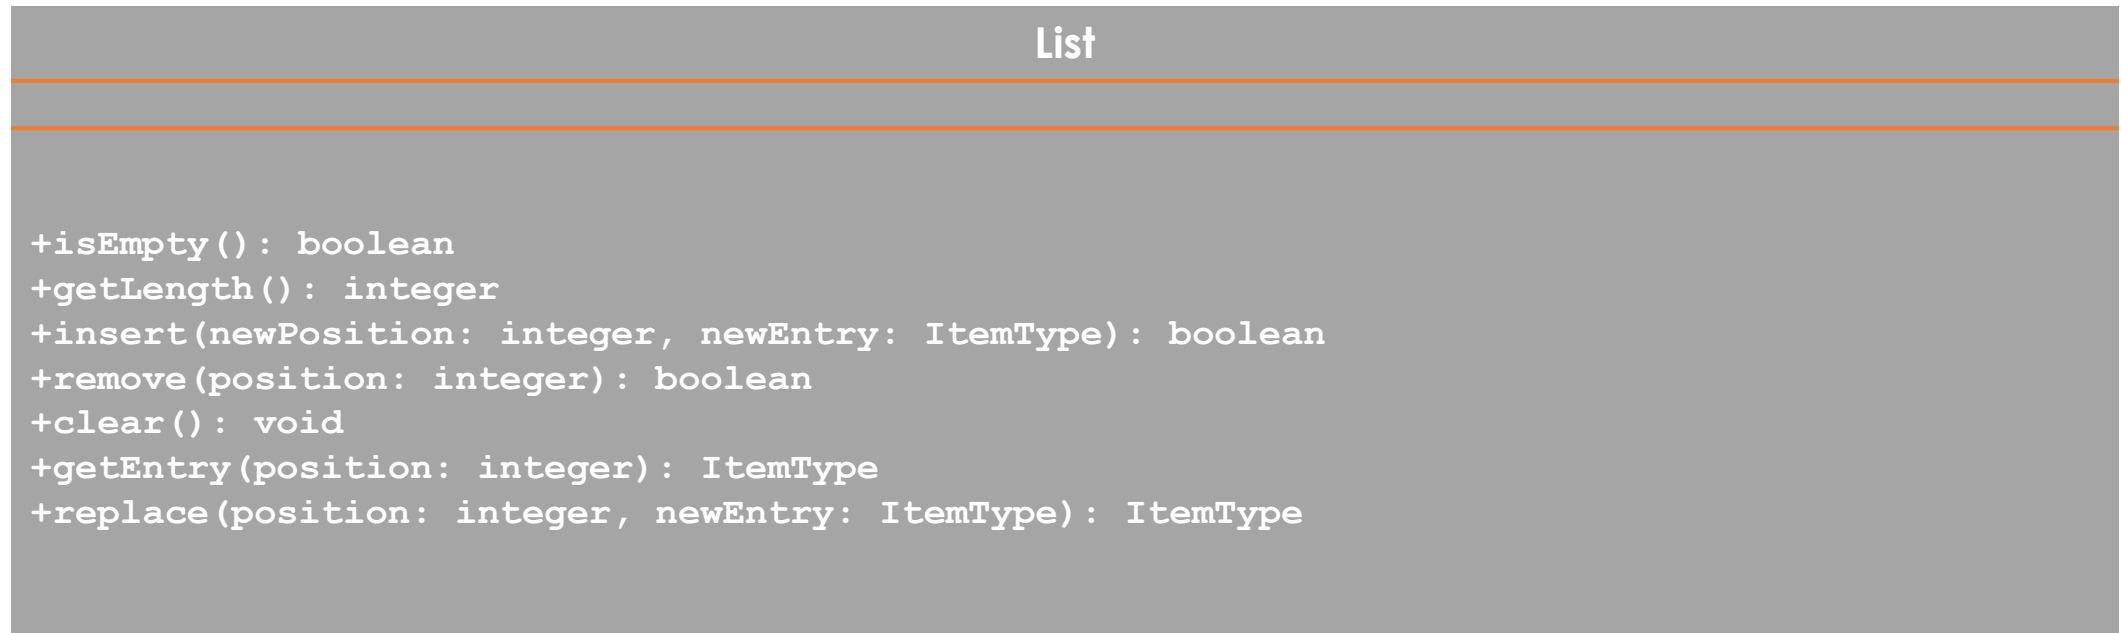 List
+isEmpty(): boolean
+getLength(): integer
+insert(newPosition: integer, newEntry: ItemType): boolean
+remove(position: integer): boolean
+clear(): void
+getEntry(position: integer): ItemType
+replace(position: integer, newEntry: ItemType): ItemType